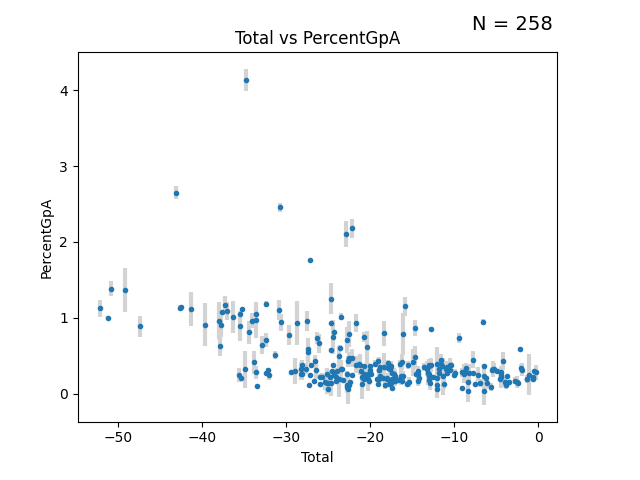 N = 258
Total vs PercentGpA
PercentGpA
4
3
2
1
0
−50
−40
−30
−20
−10
0
Total